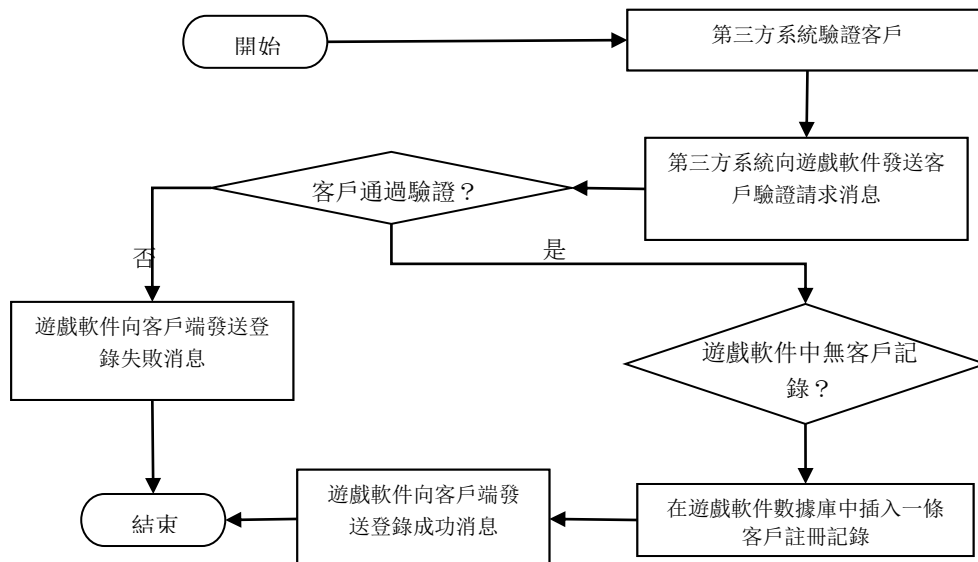 開始
第三方系統驗證客戶
第三方系統向遊戲軟件發送客
戶驗證請求消息
客戶通過驗證？
否
是
遊戲軟件向客戶端發送登
錄失敗消息
遊戲軟件中無客戶記
錄？
在遊戲軟件數據庫中插入一條
客戶註冊記錄
遊戲軟件向客戶端發
送登錄成功消息
結束